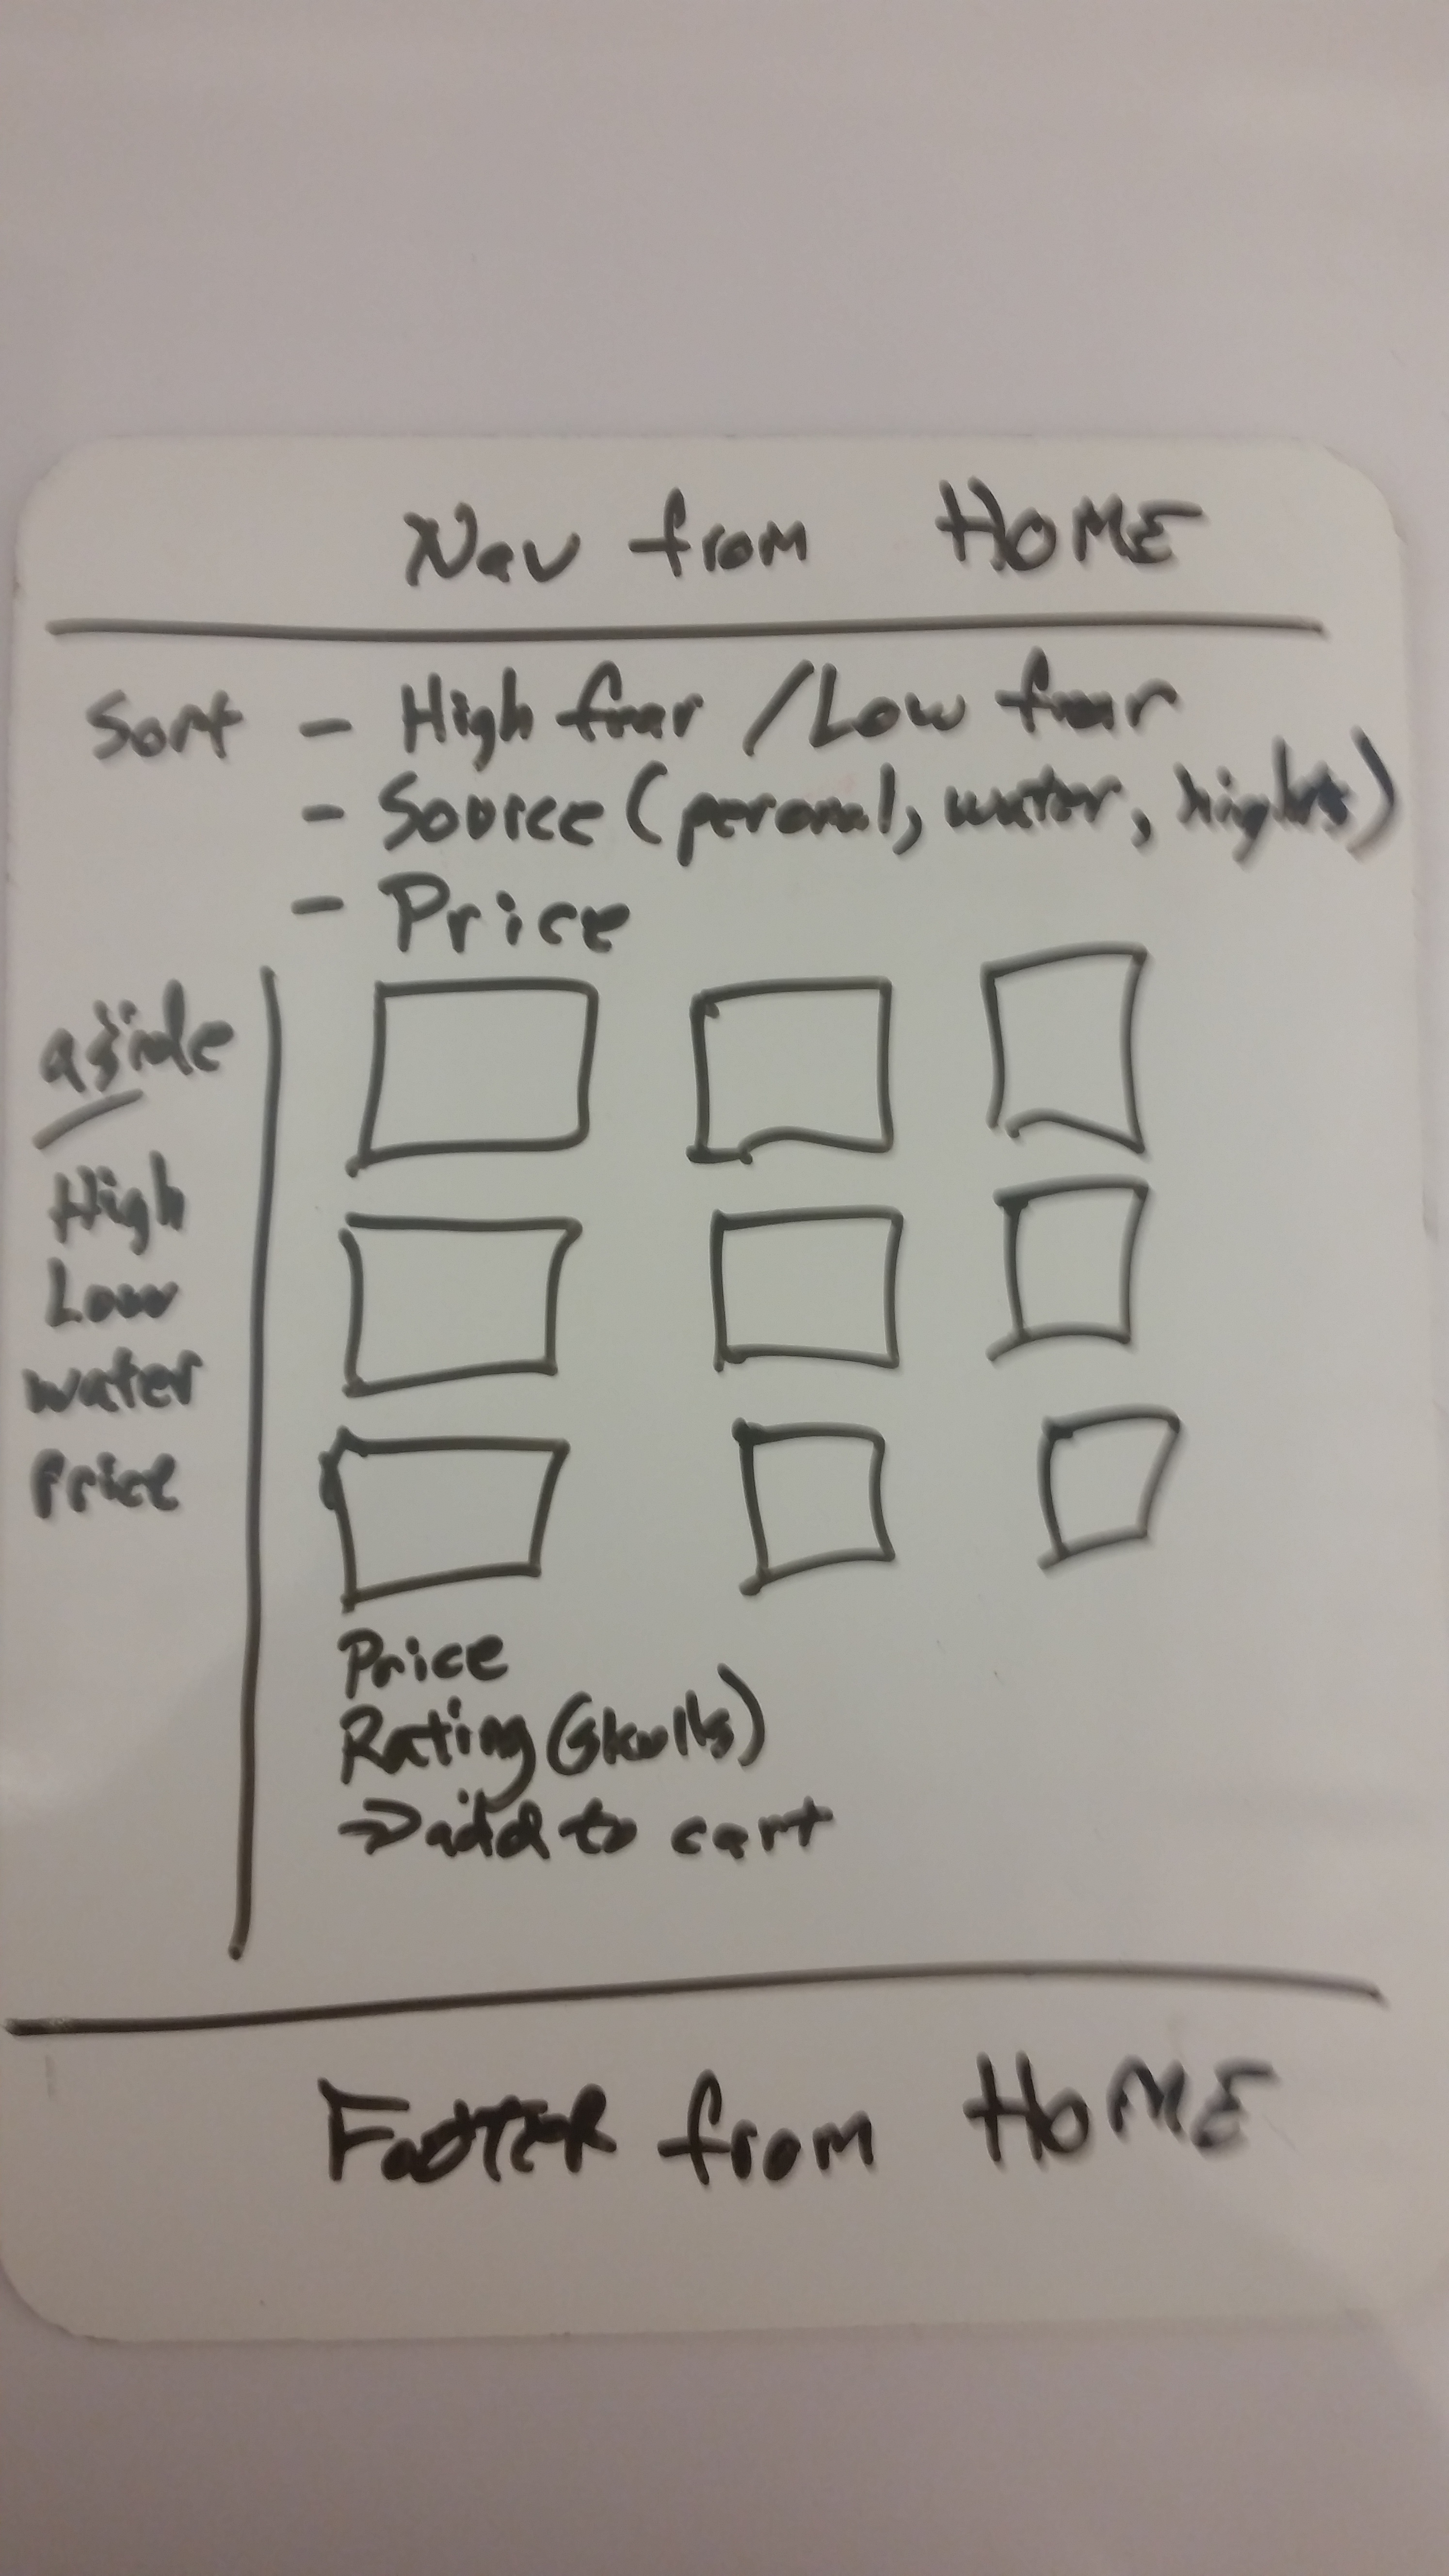 Nav from HOME
Sort - High fear / Low fear
- Source (peronal, water, hights)
- Price
aside
High
Low
water
Price
Price
Rating (skulls)
→ add to cart
FOOTER from HOME